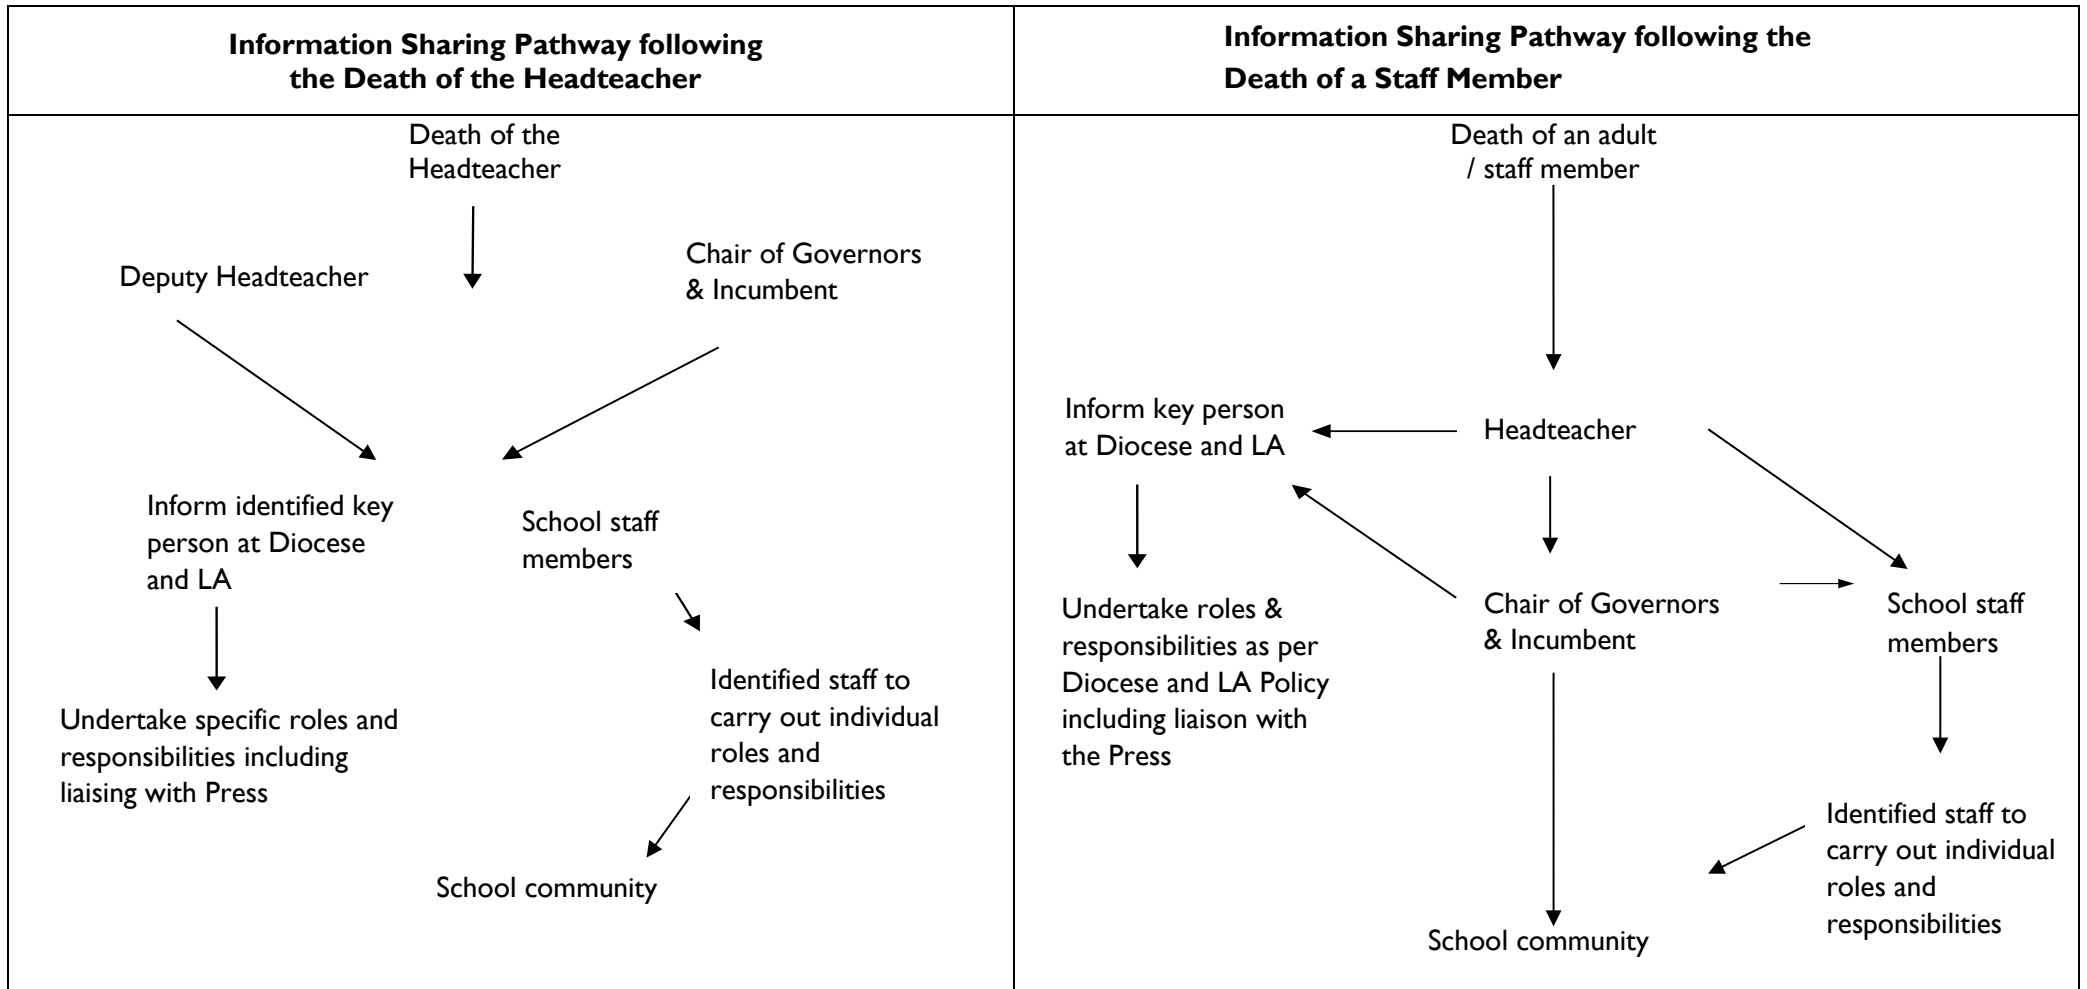 Information Sharing Pathway following
the Death of the Headteacher
Death of the
Headteacher
Deputy Headteacher
Chair of Governors
& Incumbent
Inform identified key
person at Diocese
and LA
School staff
members
Undertake specific roles and
responsibilities including
liaising with Press
Identified staff to
carry out individual
roles and
responsibilities
School community
Information Sharing Pathway following the
Death of a Staff Member
Death of an adult
/ staff member
Inform key person
at Diocese and LA
Headteacher
Undertake roles &
responsibilities as per
Diocese and LA Policy
including liaison with
the Press
Chair of Governors
& Incumbent
School staff
members
Identified staff to
carry out individual
roles and
responsibilities
School community